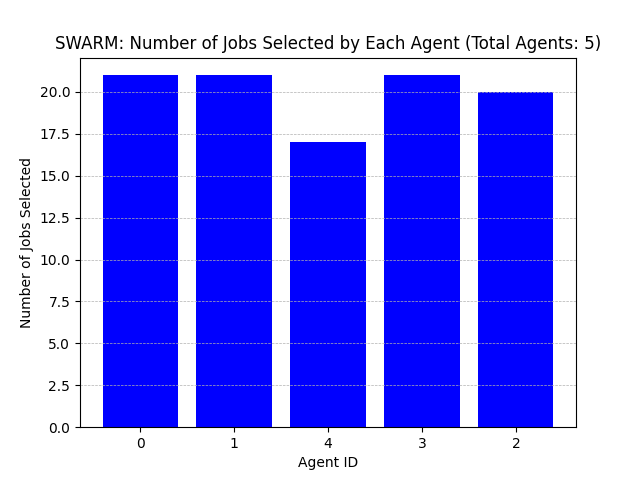 SWARM: Number of Jobs Selected by Each Agent (Total Agents: 5)
Number of Jobs Selected
20.0
17.5
15.0
12.5
10.0
7.5
5.0
2.5
0.0
0 1 4 3 2
Agent ID